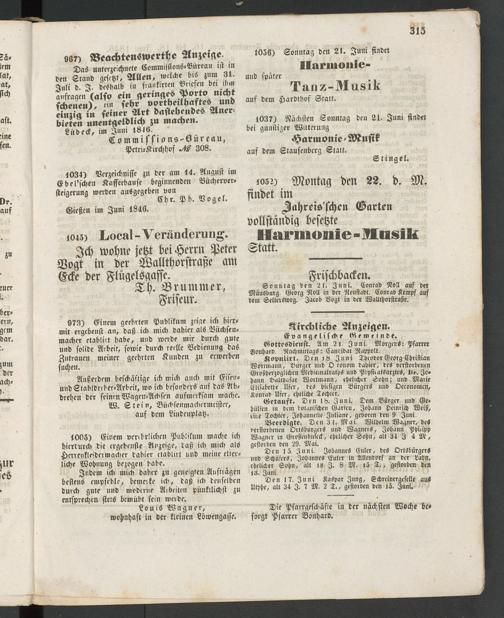 315
967) Beachtenswerthe Anzeige.
Das unterzeichnete Commissions-Büreau ist in
den Stand gesetzt, Allen, welche bis zum 31.
Juli d. J. deshalb in frankirten Briefen bei ihm
anfragen (also ein geringes Porto nicht
scheuen), ein sehr vortheilhaftes und
einzig in seiner Art dastehendes Aner-
bieten unentgeldlich zu machen.
Lübeck, im Juni 1846.
Commissions-Büreau,
Petri-Kirchhof № 308.
1034) Verzeichnisse zu der am 14. August im
Ebel'schen Kaffeehause beginnenden Bücherver-
steigerung werden ausgegeben von
Chr. Ph. Vogel.
Gießen im Juni 1846.
1045) Local-Veränderung.
Ich wohne jetzt bei Herrn Peter
Vogt in der Wallthorstraße am
Ecke der Flügelsgasse.
Th. Brummer,
Friseur.
973) Einem geehrten Publikum zeige ich hier-
mit ergebenst an, daß ich mich dahier als Büchsen-
macher etablirt habe, und werde mir durch gute
und solide Arbeit, sowie durch reelle Bedienung das
Zutrauen meiner geehrten Kunden zu erwerben
suchen.
Außerdem beschäftige ich mich auch mit Eisen-
und Stahldreher-Arbeit, wo ich besonders auf das Ab-
drehen der feinen Wagen-Achsen aufmerksam mache.
W. Stein, Büchsenmachermeister,
auf dem Lindenplatz.
1005) Einem verehrlichen Publikum mache ich
hierdurch die ergebenste Anzeige, daß ich mich als
Herrenkleidermacher dahier etablirt und meine elter-
liche Wohnung bezogen habe.
Indem ich mich daher zu geneigten Aufträgen
bestens empfehle, bemerke ich, daß ich denselben
durch gute und moderne Arbeiten pünktlichst zu
entsprechen stets bemüht sein werde.
Louis Wagner,
wohnhaft in der kleinen Löwengasse.
1056) Sonntag den 21. Juni findet
Harmonie-
und später
Tanz-Musik
auf dem Hardthof Statt.
1037) Nächsten Sonntag den 21. Juni findet
bei günstiger Witterung
Harmonie-Musik
auf dem Staufenberg Statt.
Stingel.
1052) Montag den 22. d. M.
findet im
Jahreis'schen Garten
vollständig besetzte
Harmonie-Musik
Statt.
Frischbacken.
Sonntag den 21. Juni. Conrad Noll auf der
Mäusburg. Georg Noll in der Neustadt. Conrad Kempf auf
dem Seltersweg. Jacob Vogt in der Wallthorstraße.
Kirchliche Anzeigen.
Evangelische Gemeinde.
Gottesdienst. Am 21. Juni. Morgens: Pfarrer
Bonhard. Nachmittags: Candidat
Kopulirt. Den 18. Juni: Theodor Georg Christian
Wortmann, Bürger und Oekonom dahier, des verstorbenen
Großherzoglichen Medicinalraths und Professors Dr. Jo-
hann Balthasar Wortmann, ehelicher Sohn; und Marie
Elisabethe Uler, des hiesigen Bürgers und Oeconomen,
Konrad Uler, eheliche Tochter.
Getauft. Den 18. Juni. Dem Bürger und Ge-
hülfen in dem botanischen Garten, Johann Heinrich Weiß,
eine Tochter, Johannette Juliane, geboren den 9. Juni.
Beerdigte. Den 31. Mai. Wilhelm Wagner, des
verstorbenen Ortsbürgers und Wagners, Johann Philipp
Wagner in Großenbuseck, ehelicher Sohn, alt 34 J 4 M,
gestorben den 29. Mai.
Den 15. Juni. Johannes Euler, des Ortsbürgers
und Schäfers, Johannes Euler in Allendorf an der Lahn,
ehelicher Sohn, alt 18 J. 8 M. 15 T., gestorben den
13. Juni.
Den 17. Juni Kaspar Jung, Schreinergeselle aus
Utphe, alt 34 J. 7 M. 2 T., gestorben den 15. Juni.
Die Pfarrgeschäfte in der nächsten Woche be-
sorgt Pfarrer Bonhard.